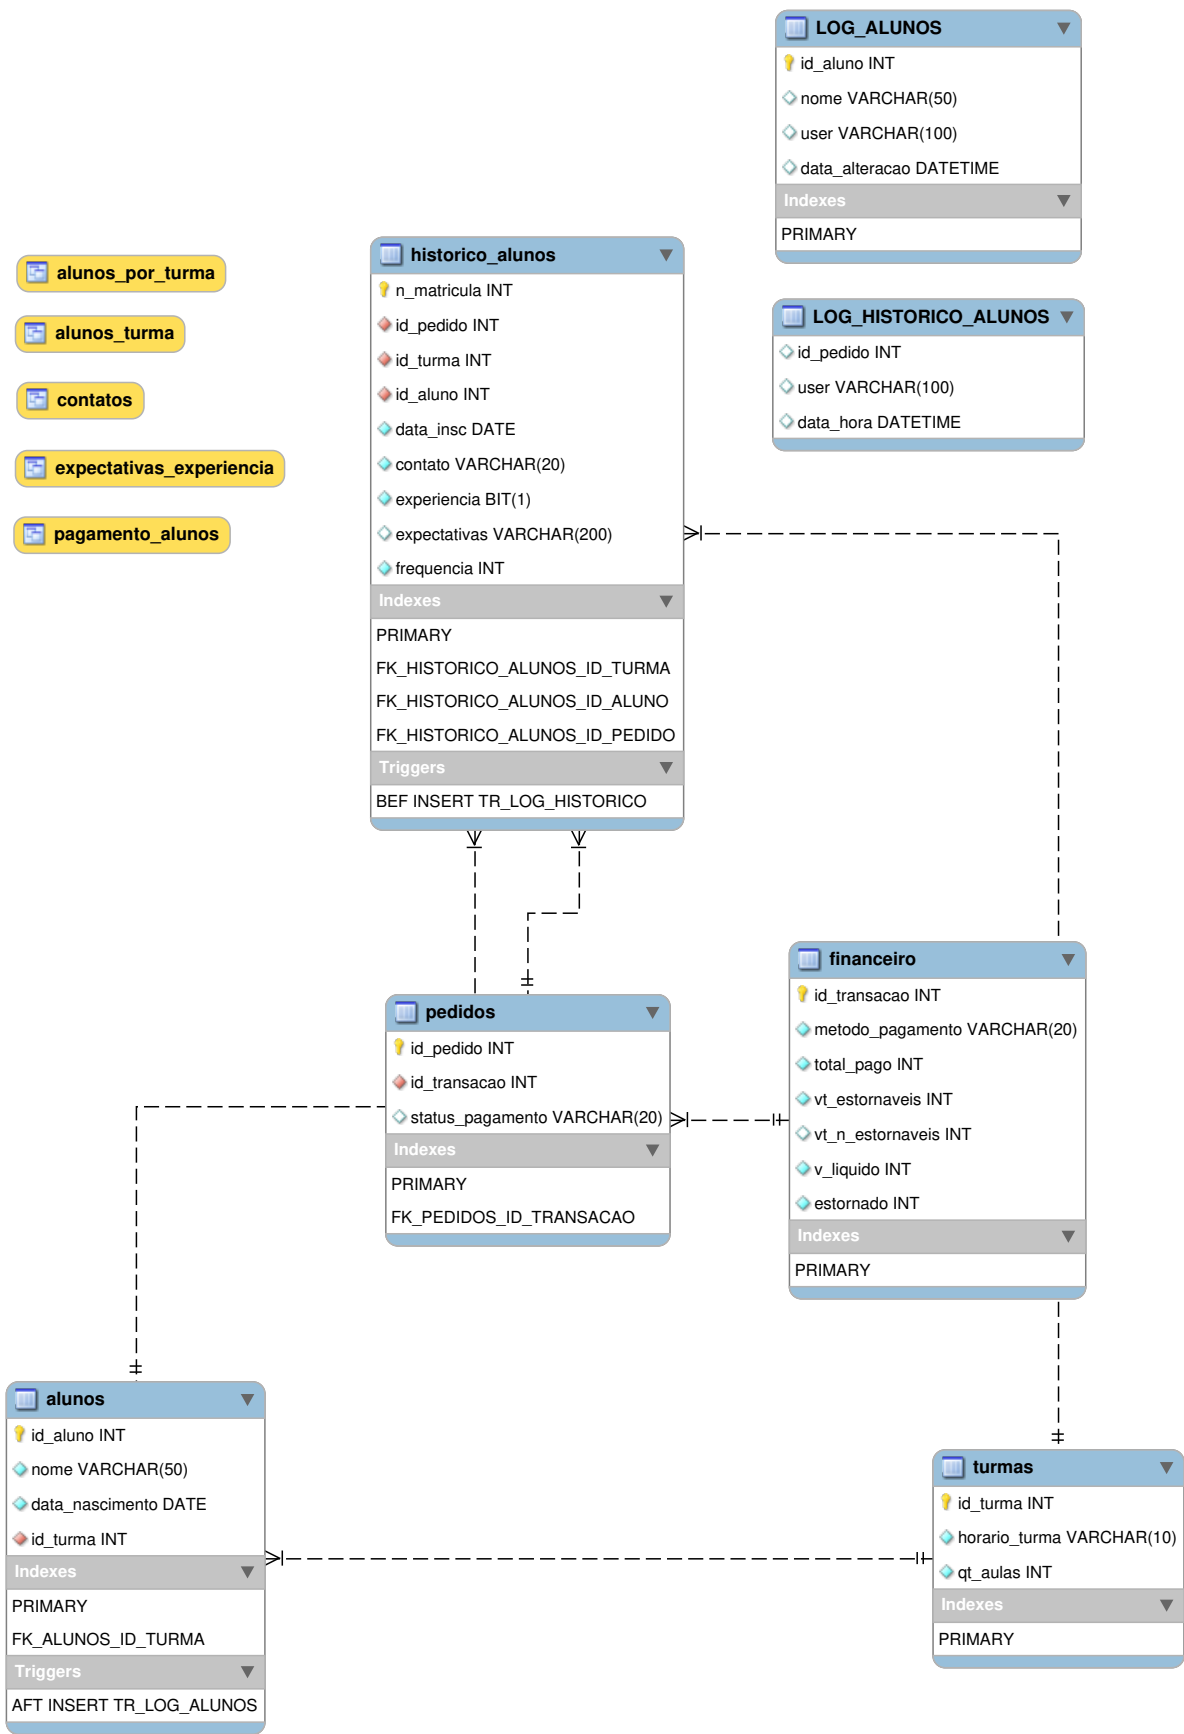 LOG_ALUNOS
id_aluno INT
nome VARCHAR(50)
user VARCHAR(100)
data_alteracao DATETIME
Indexes
PRIMARY
alunos_por_turma
alunos_turma
contatos
expectativas_experiencia
pagamento_alunos
historico_alunos
n_matricula INT
id_pedido INT
id_turma INT
id_aluno INT
data_insc DATE
contato VARCHAR(20)
experiencia BIT(1)
expectativas VARCHAR(200)
frequencia INT
Indexes
PRIMARY
FK_HISTORICO_ALUNOS_ID_TURMA
FK_HISTORICO_ALUNOS_ID_ALUNO
FK_HISTORICO_ALUNOS_ID_PEDIDO
Triggers
BEF INSERT TR_LOG_HISTORICO
LOG_HISTORICO_ALUNOS
id_pedido INT
user VARCHAR(100)
data_hora DATETIME
pedidos
id_pedido INT
id_transacao INT
status_pagamento VARCHAR(20)
Indexes
PRIMARY
FK_PEDIDOS_ID_TRANSACAO
financeiro
id_transacao INT
metodo_pagamento VARCHAR(20)
total_pago INT
vt_estornaveis INT
vt_n_estornaveis INT
v_liquido INT
estornado INT
Indexes
PRIMARY
alunos
id_aluno INT
nome VARCHAR(50)
data_nascimento DATE
id_turma INT
Indexes
PRIMARY
FK_ALUNOS_ID_TURMA
Triggers
AFT INSERT TR_LOG_ALUNOS
turmas
id_turma INT
horario_turma VARCHAR(10)
qt_aulas INT
Indexes
PRIMARY